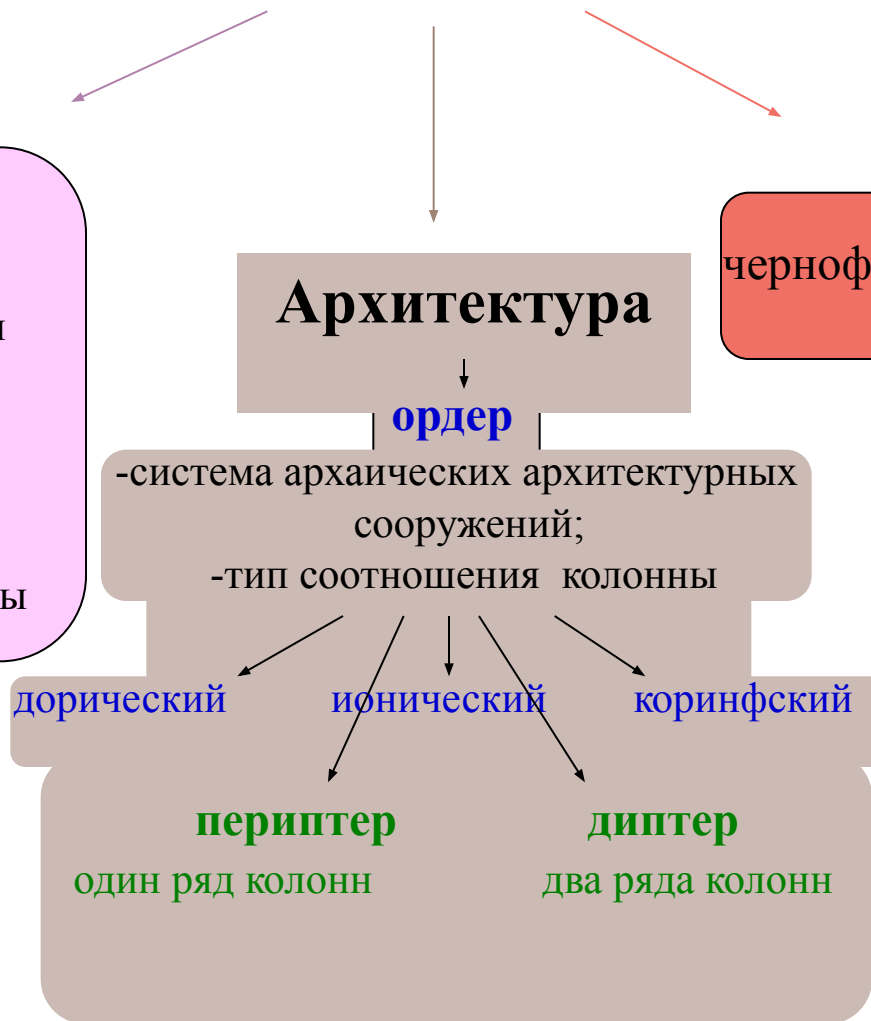 черноф
Архитектура
ордер
-система архаических архитектурных
сооружений;
-тип соотношения колонны
ы
дорический ионический коринфский
периптер диптер
один ряд колонн два ряда колонн